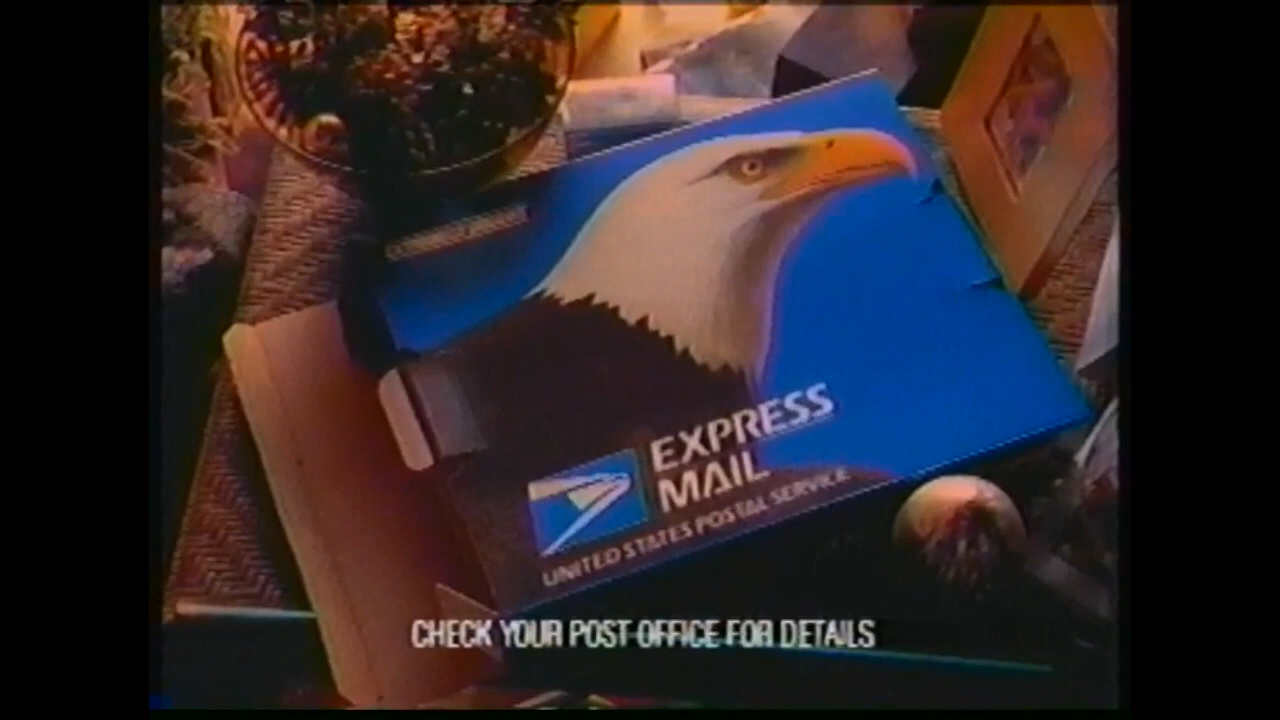 EXPRESS
MAIL
UNITED STATES POSTAL SERVICE
CHECK YOUR POST OFFICE FOR DETAILS